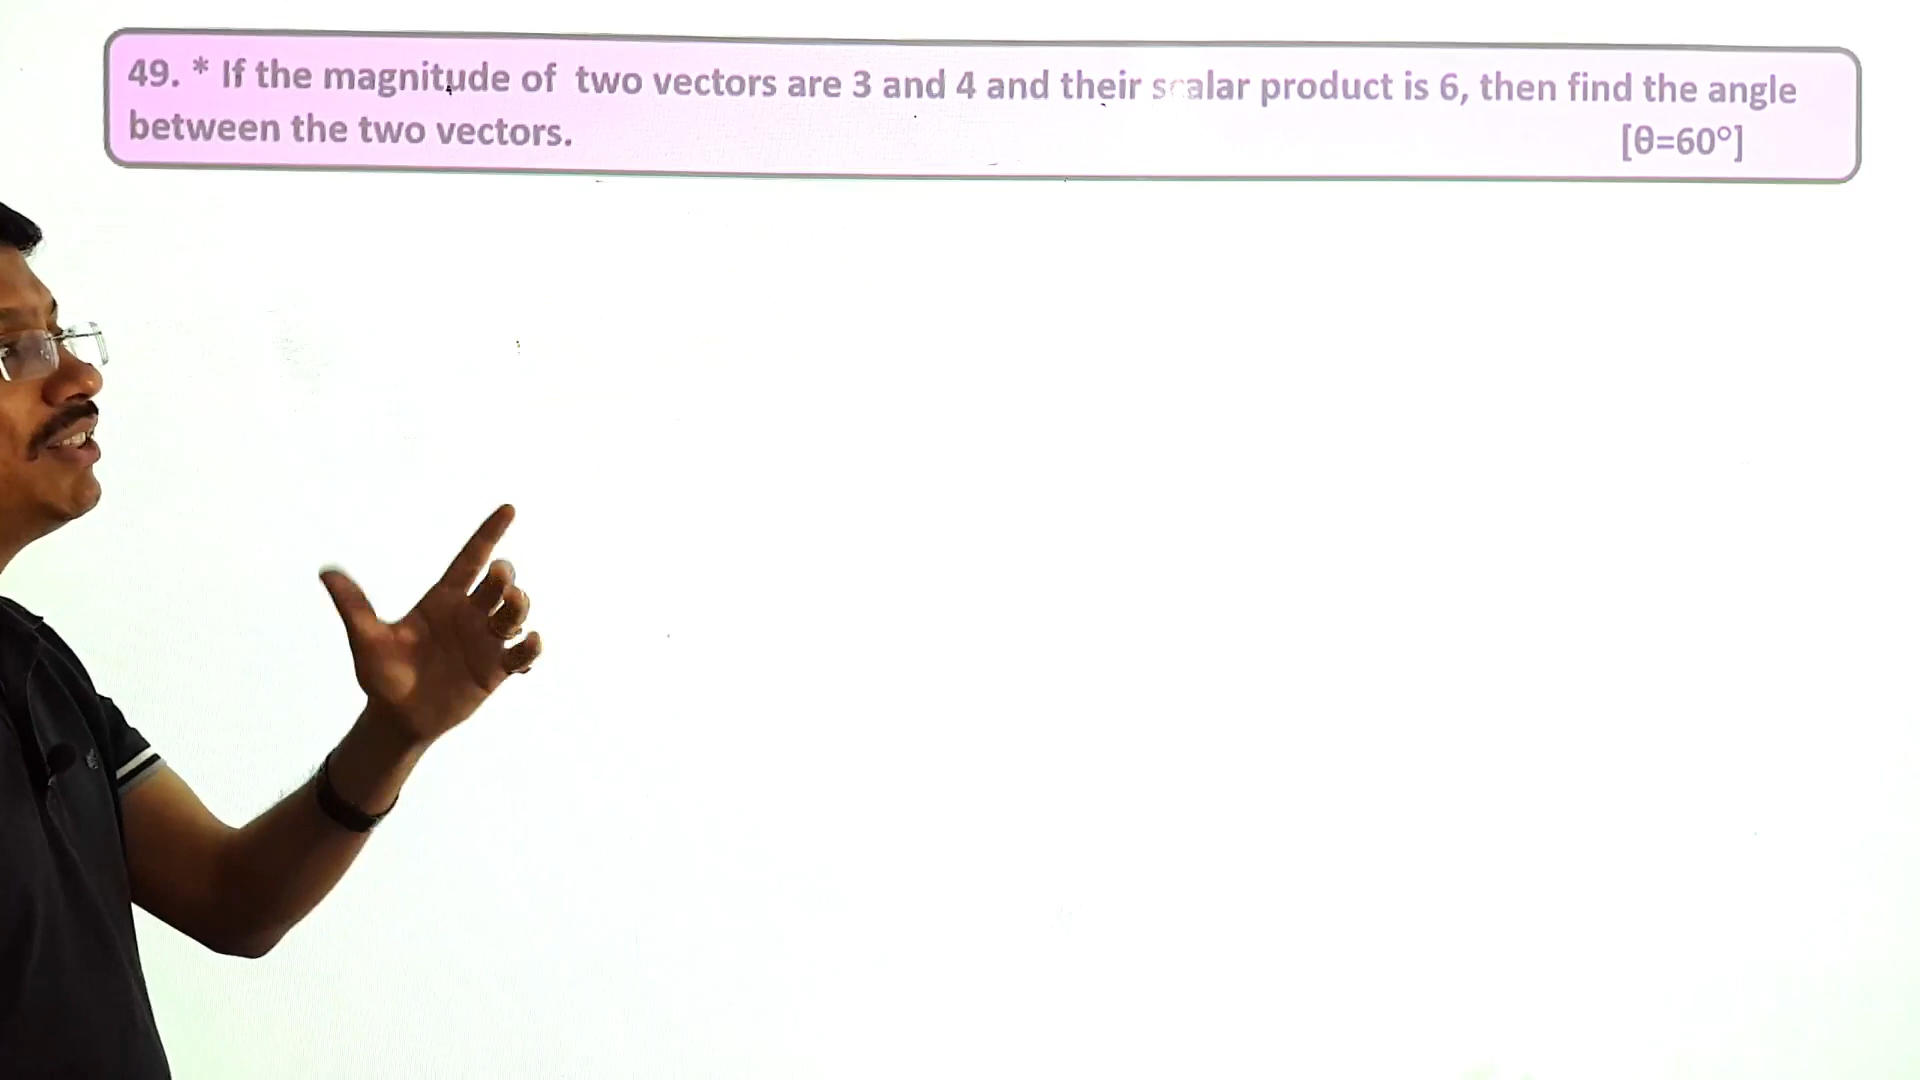 49. * If the magnitude of two vectors are 3 and 4 and their scalar product is 6, then find the angle
between the two vectors. [θ=60°]